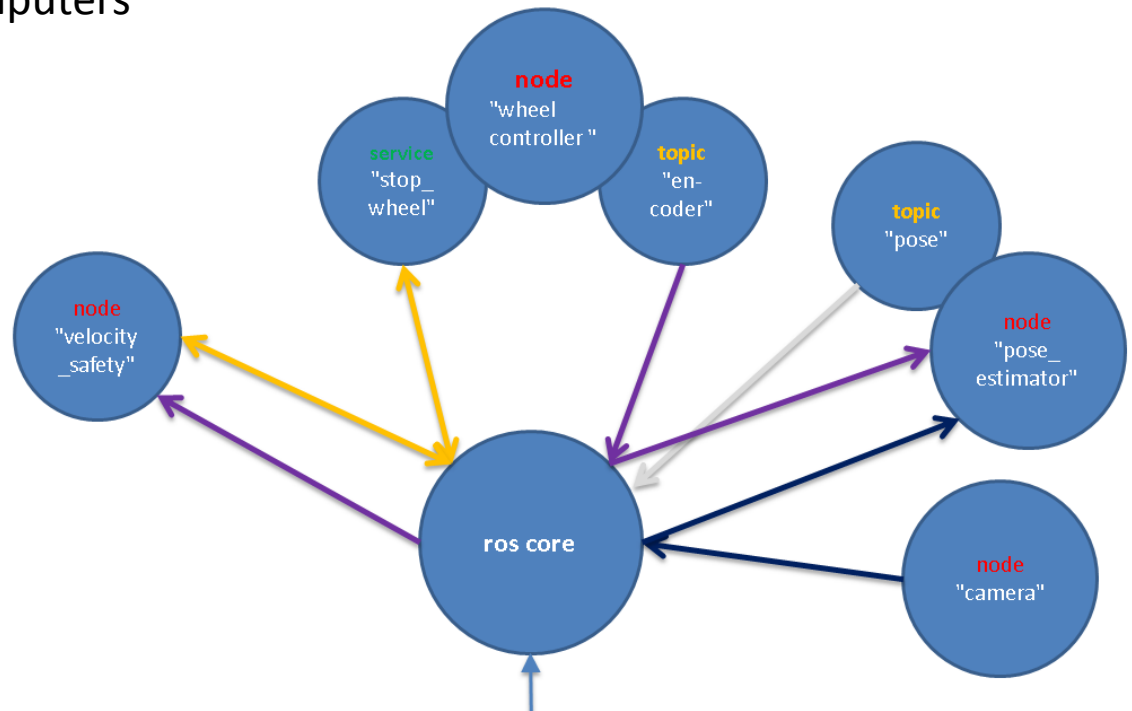 puters
node
"wheel
controller "
service
"stop_
wheel"
topic
"en-
coder"
topic
"pose"
node
"velocity
_safety"
node
"pose_
estimator"
ros core
node
"camera"